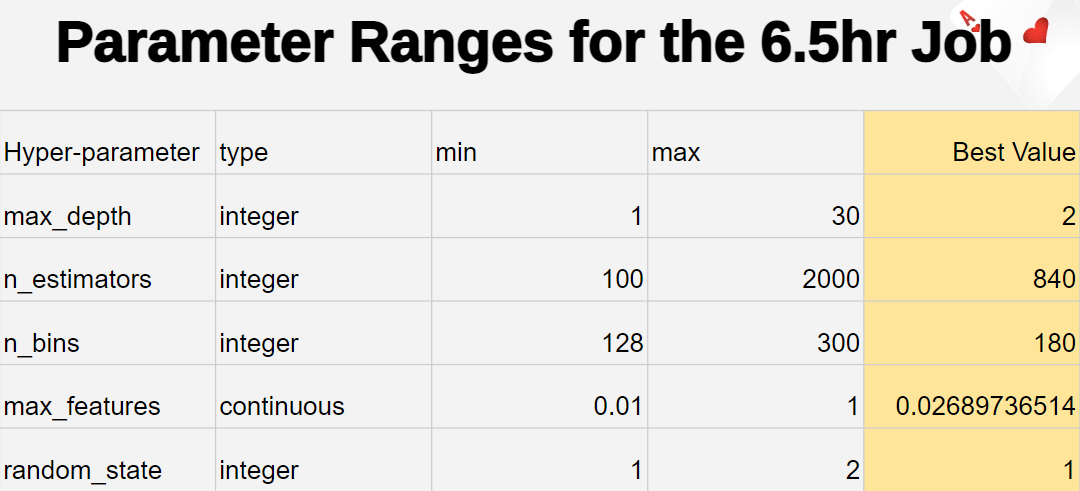 Parameter Ranges for the 6.5hr Job
A
Hyper-parameter type min max Best Value
max_depth integer 1 30 2
n_estimators integer 100 2000 840
n_bins integer 128 300 180
max_features continuous 0.01 1 0.02689736514
random_state integer 1 2 1